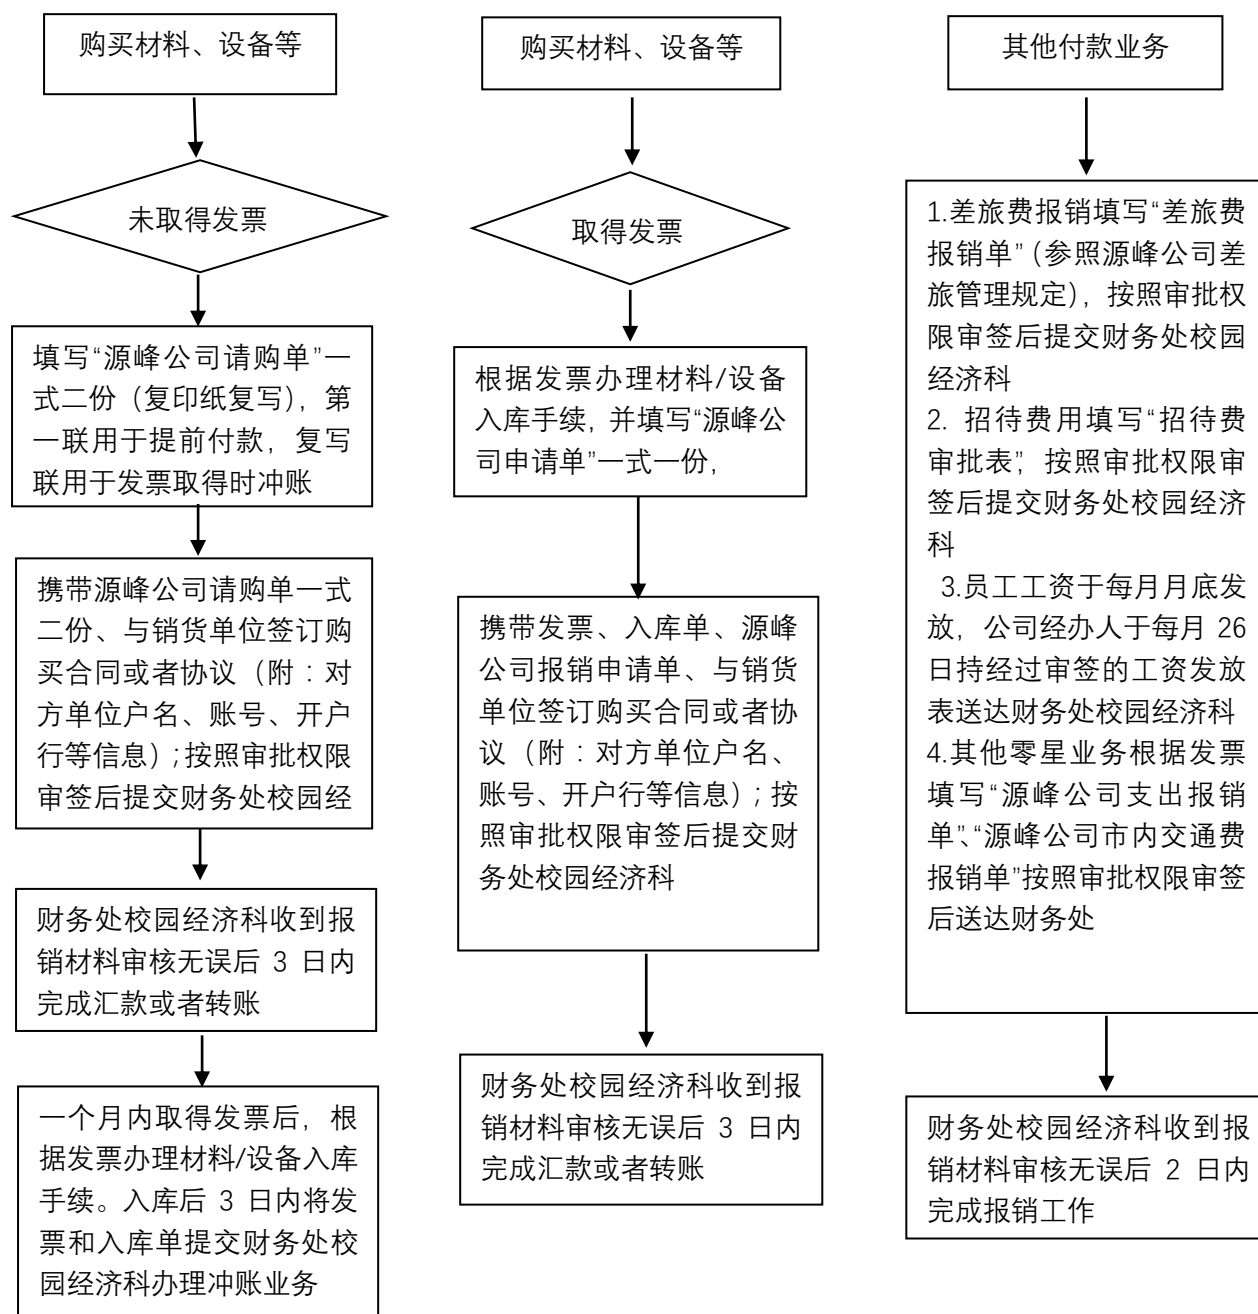 购买材料、设备等
未取得发票
填写“源峰公司请购单”一
式二份（复印纸复写），第
一联用于提前付款，复写
联用于发票取得时冲账
携带源峰公司请购单一式
二份、与销货单位签订购
买合同或者协议（附：对
方单位户名、账号、开户
行等信息）；按照审批权限
审签后提交财务处校园经
财务处校园经济科收到报
销材料审核无误后 3 日内
完成汇款或者转账
一个月内取得发票后，根
据发票办理材料/设备入库
手续。入库后 3 日内将发
票和入库单提交财务处校
园经济科办理冲账业务
购买材料、设备等
取得发票
根据发票办理材料/设备
入库手续，并填写“源峰公
司申请单”一式一份，
携带发票、入库单、源峰
公司报销申请单、与销货
单位签订购买合同或者协
议（附：对方单位户名、
账号、开户行等信息）；按
照审批权限审签后提交财
务处校园经济科
财务处校园经济科收到报
销材料审核无误后 3 日内
完成汇款或者转账
其他付款业务
1.差旅费报销填写“差旅费
报销单”（参照源峰公司差
旅管理规定），按照审批权
限审签后提交财务处校园
经济科
2. 招待费用填写“招待费
审批表”，按照审批权限审
签后提交财务处校园经济
科
3.员工工资于每月月底发
放，公司经办人于每月 26
日持经过审签的工资发放
表送达财务处校园经济科
4.其他零星业务根据发票
填写“源峰公司支出报销
单”、“源峰公司市内交通费
报销单”按照审批权限审签
后送达财务处
财务处校园经济科收到报
销材料审核无误后 2 日内
完成报销工作